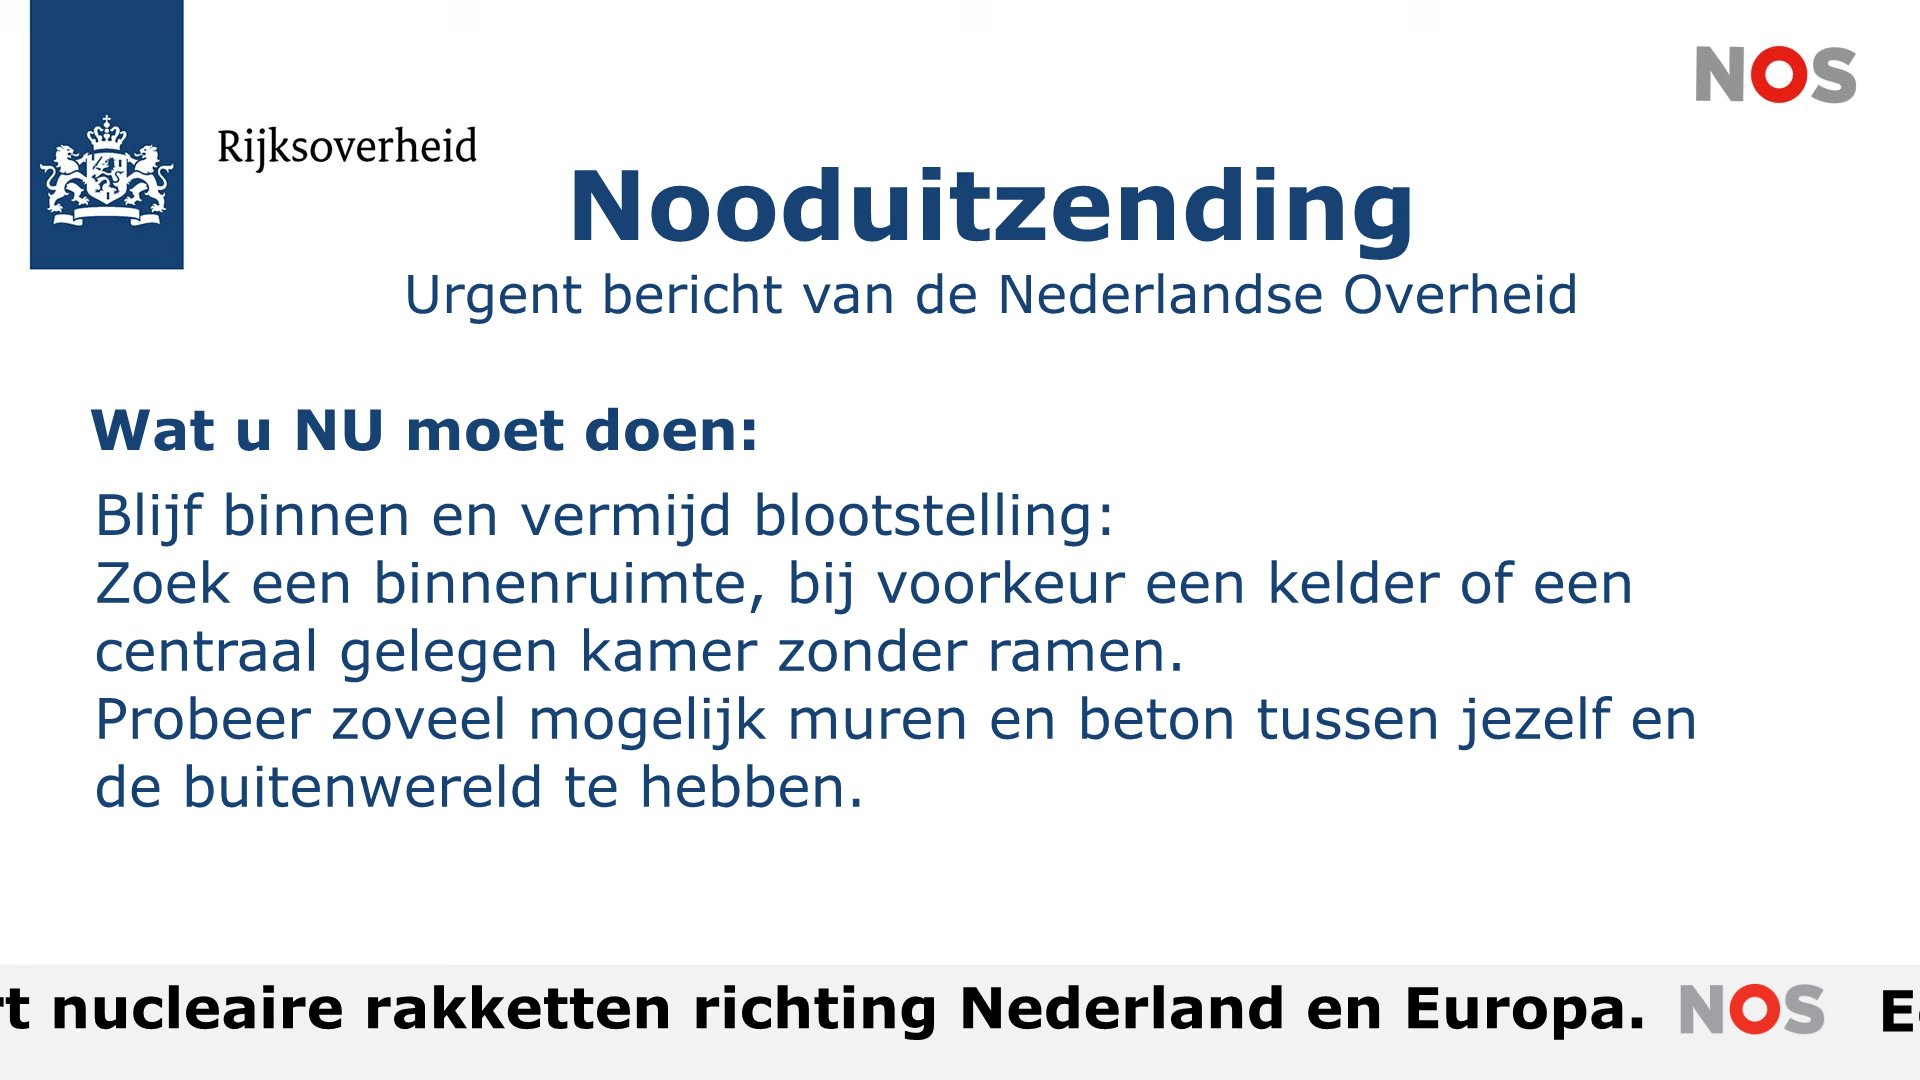 NOS
Rijksoverheid
Nooduitzending
Urgent bericht van de Nederlandse Overheid
Wat u NU moet doen:
Blijf binnen en vermijd blootstelling:
Zoek een binnenruimte, bij voorkeur een kelder of een
centraal gelegen kamer zonder ramen.
Probeer zoveel mogelijk muren en beton tussen jezelf en
de buitenwereld te hebben.
nucleaire rakketten richting Nederland en Europa. NOS